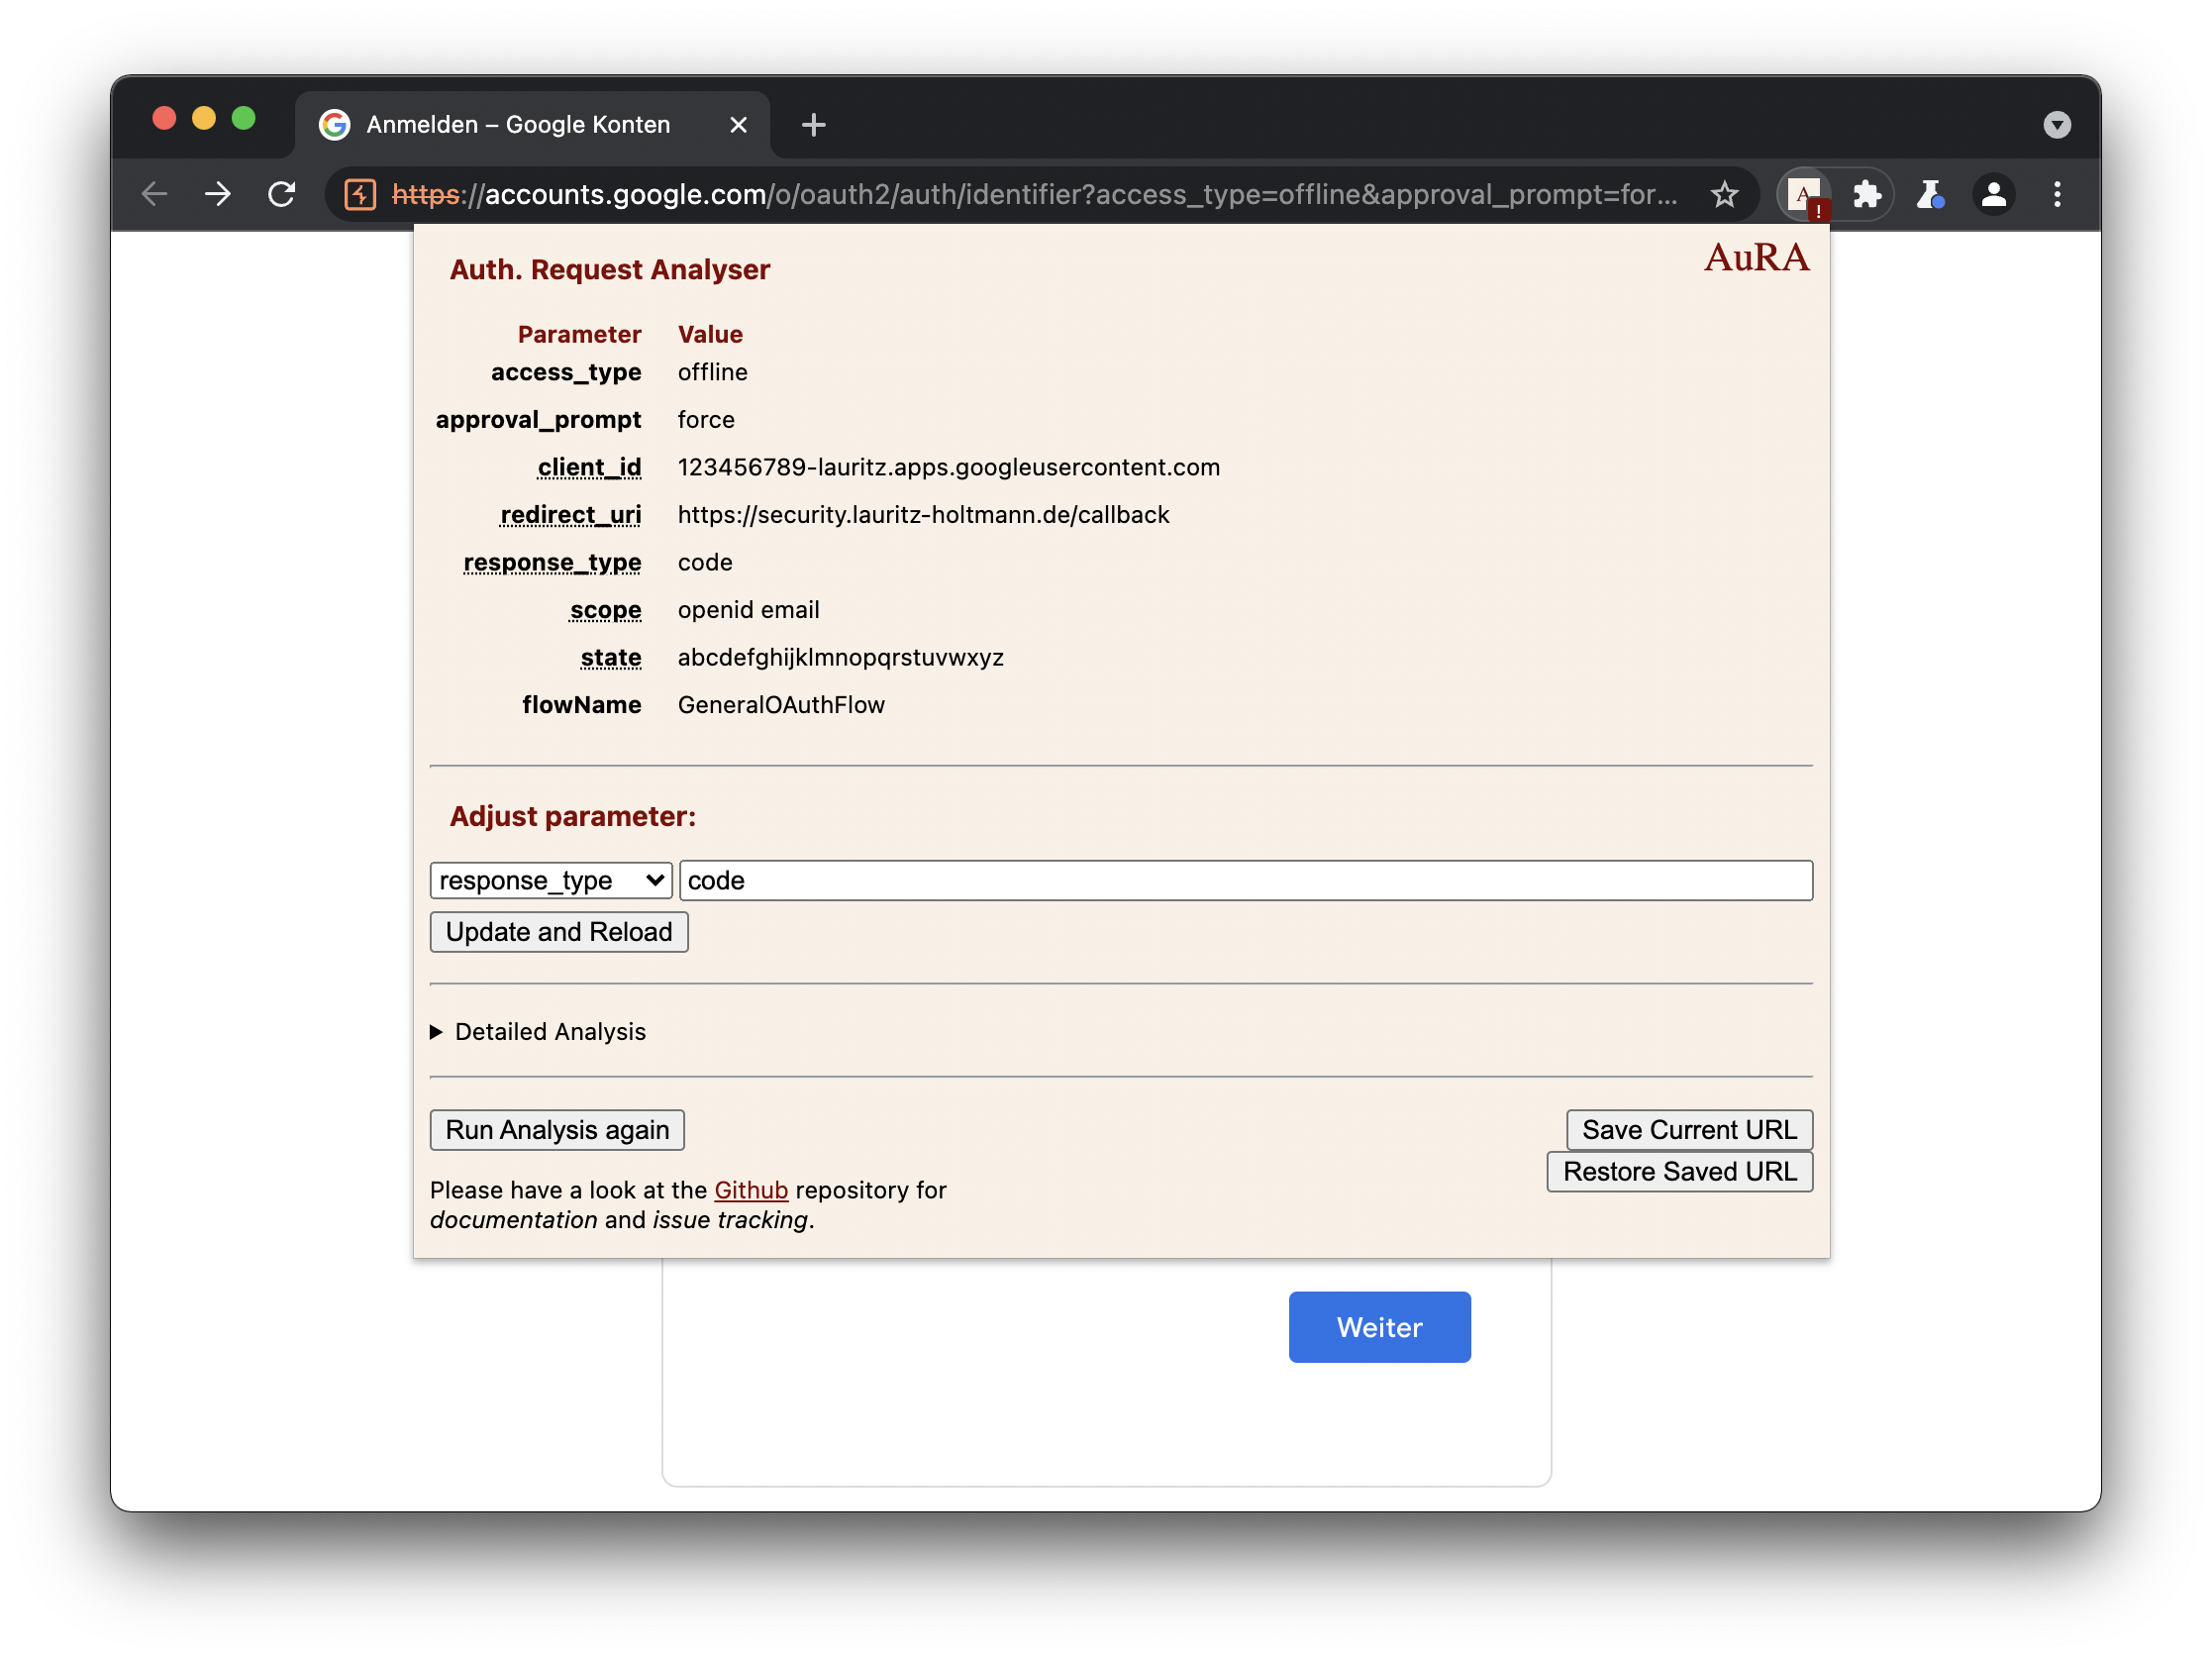 Anmelden – Google Konten
https://accounts.google.com/o/oauth2/auth/identifier?access_type=offline&approval_prompt=for...
A
!
Auth. Request Analyser
AuRA
Parameter Value
access_type offline
approval_prompt force
client_id 123456789-lauritz.apps.googleusercontent.com
redirect_uri https://security.lauritz-holtmann.de/callback
response_type code
scope openid email
state abcdefghijklmnopqrstuvwxyz
flowName GeneralOAuthFlow
Adjust parameter:
response_type code
Update and Reload
Detailed Analysis
Run Analysis again
Save Current URL
Restore Saved URL
Please have a look at the Github repository for
documentation and issue tracking.
Weiter